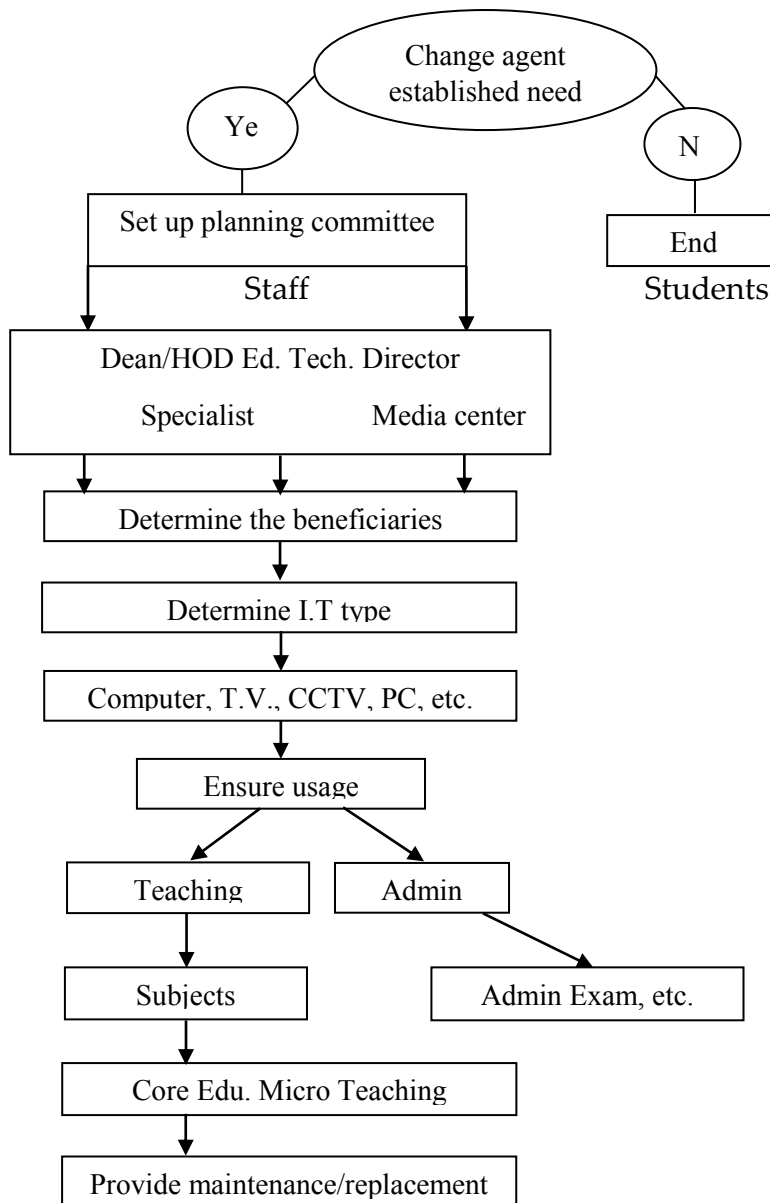 Change agent
established need
Ye
N
Set up planning committee
End
Staff
Students
Dean/HOD Ed. Tech. Director
Specialist Media center
Determine the beneficiaries
Determine I.T type
Computer, T.V., CCTV, PC, etc.
Ensure usage
Teaching
Admin
Subjects
Admin Exam, etc.
Core Edu. Micro Teaching
Provide maintenance/replacement